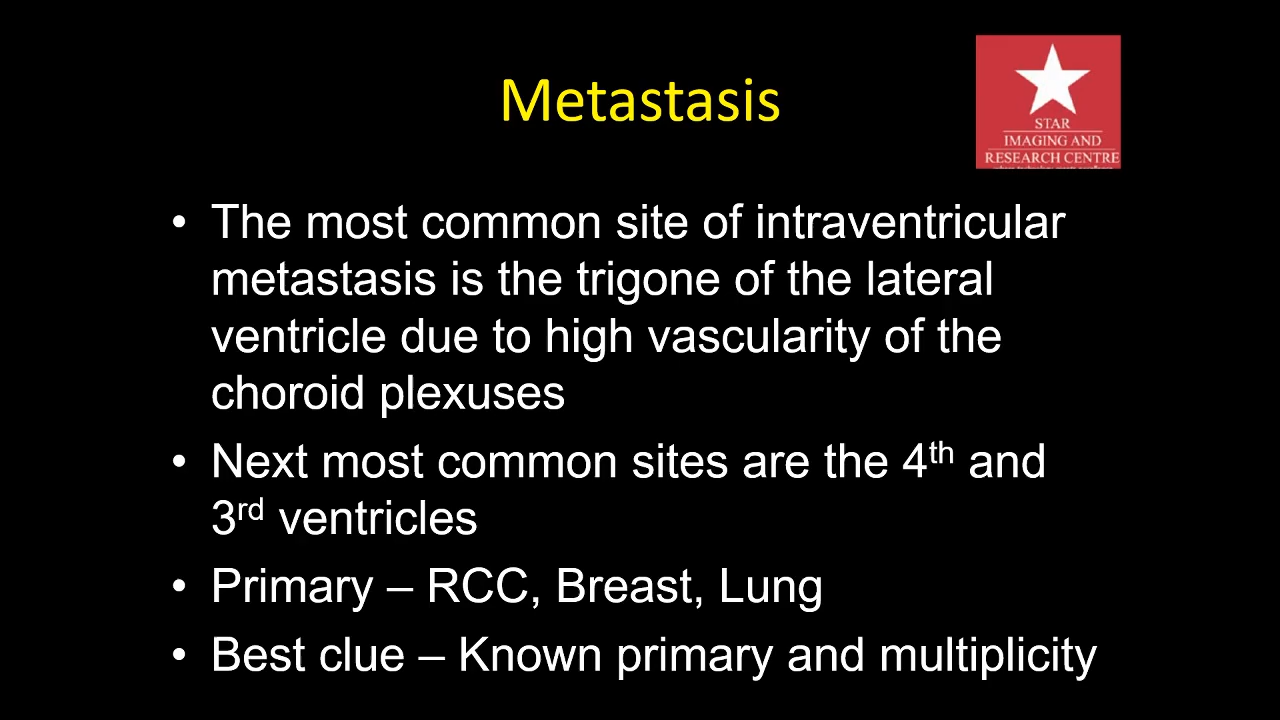 Metastasis
STAR
IMAGING AND
RESEARCH CENTRE
• The most common site of intraventricular
metastasis is the trigone of the lateral
ventricle due to high vascularity of the
choroid plexuses
• Next most common sites are the 4th and
3rd ventricles
• Primary – RCC, Breast, Lung
• Best clue – Known primary and multiplicity